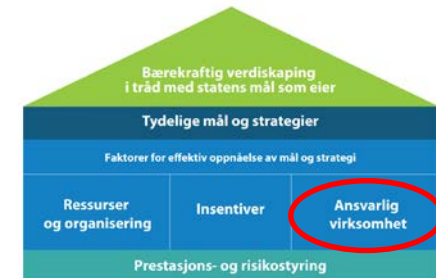 Bærekraftig verdiskaping
i tråd med statens mål som eier
Tydelige mål og strategier
Faktorer for effektiv oppnåelse av mål og strategi
Ressurser
og organisering
Insentiver
Ansvarlig
virksomhet
Prestasjons- og risikostyring